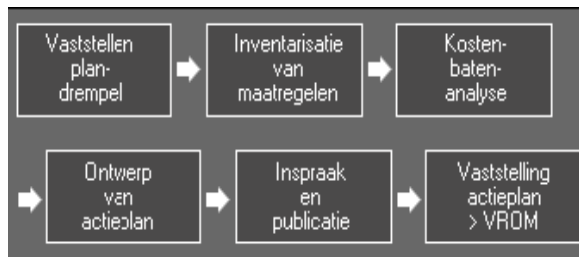 Vaststellen
plan-
drempel
Inventarisatie
van
maatregelen
Kosten-
baten-
analyse
Ontwerp
van
actieplan
Inspraak
en
publicatie
Vaststelling
actieplan
> VROM